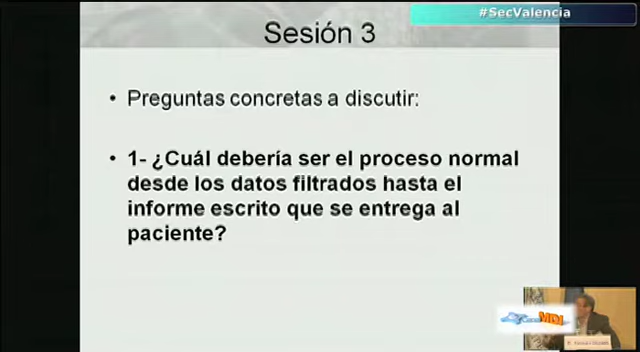 #SecValencia
Sesión 3
• Preguntas concretas a discutir:
• 1- ¿Cuál debería ser el proceso normal
desde los datos filtrados hasta el
informe escrito que se entrega al
paciente?
MDI